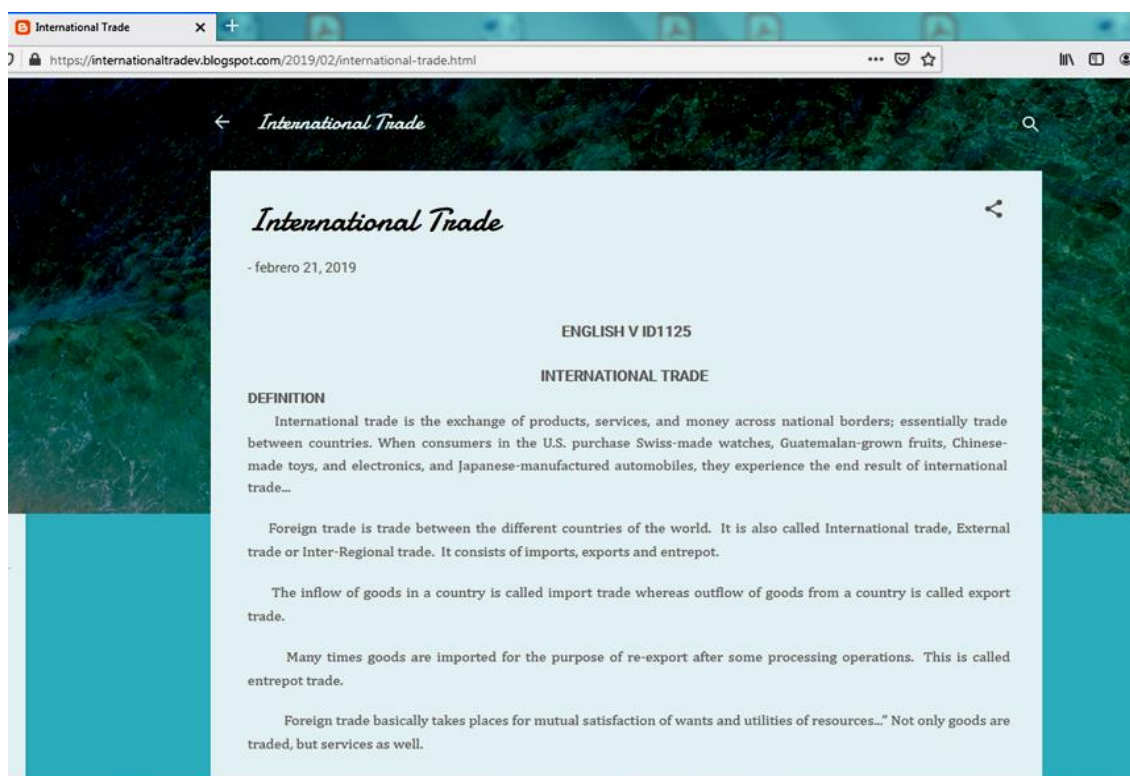 International Trade
https://internationaltradev.blogspot.com/2019/02/international-trade.html
International Trade
International Trade
- febrero 21, 2019
ENGLISH V ID1125
INTERNATIONAL TRADE
DEFINITION
International trade is the exchange of products, services, and money across national borders; essentially trade
between countries. When consumers in the U.S. purchase Swiss-made watches, Guatemalan-grown fruits, Chinese-
made toys, and electronics, and Japanese-manufactured automobiles, they experience the end result of international
trade...
Foreign trade is trade between the different countries of the world. It is also called International trade, External
trade or Inter-Regional trade. It consists of imports, exports and entrepot.
The inflow of goods in a country is called import trade whereas outflow of goods from a country is called export
trade.
Many times goods are imported for the purpose of re-export after some processing operations. This is called
entrepot trade.
Foreign trade basically takes places for mutual satisfaction of wants and utilities of resources..." Not only goods are
traded, but services as well.